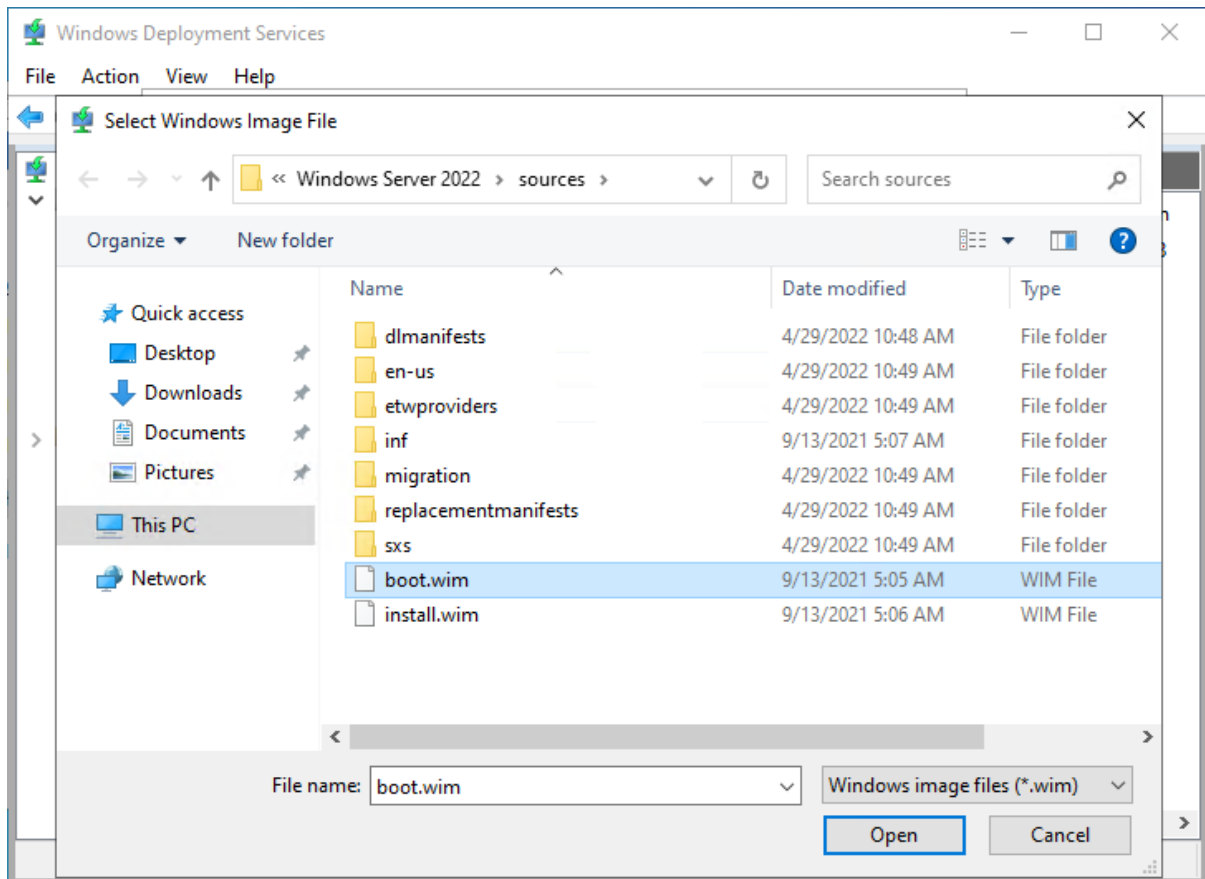 Windows Deployment Services
File Action View Help
Select Windows Image File
« Windows Server 2022 > sources >
Search sources
Organize New folder
?
Name Date modified Type
Quick access
Desktop
Downloads
Documents
Pictures
This PC
Network
dlmanifests 4/29/2022 10:48 AM File folder
en-us 4/29/2022 10:49 AM File folder
etwproviders 4/29/2022 10:49 AM File folder
inf 9/13/2021 5:07 AM File folder
migration 4/29/2022 10:49 AM File folder
replacementmanifests 4/29/2022 10:49 AM File folder
sxs 4/29/2022 10:49 AM File folder
boot.wim 9/13/2021 5:05 AM WIM File
install.wim 9/13/2021 5:06 AM WIM File
File name: boot.wim Windows image files (*.wim)
Open Cancel